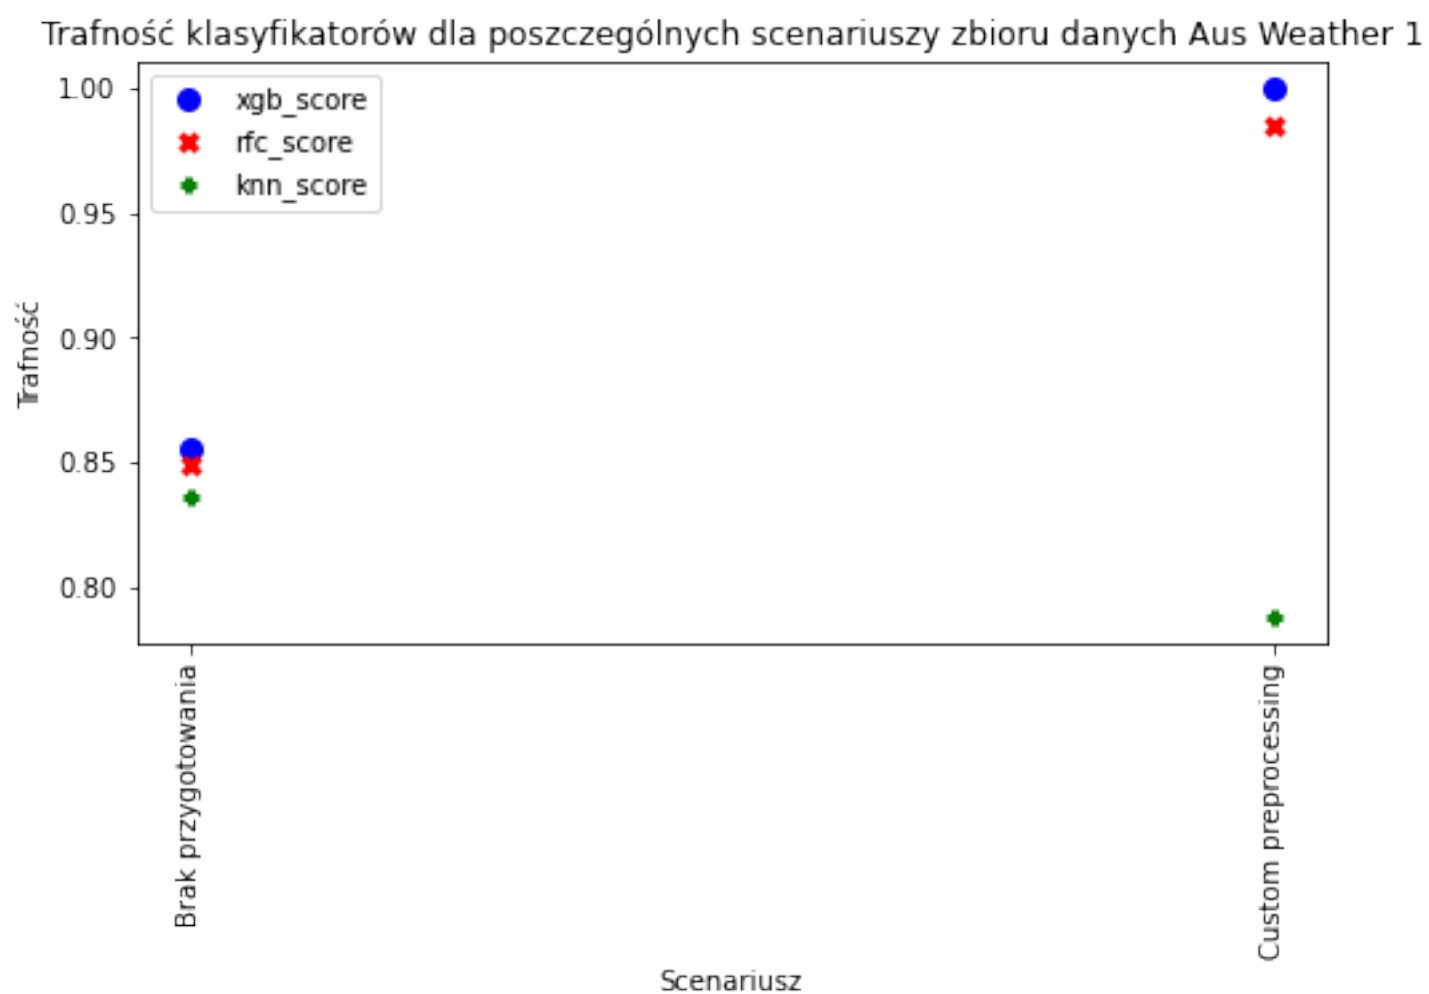 Trafność klasyfikatorów dla poszczególnych scenariuszy zbioru danych Aus Weather 1
xgb_score
rfc_score
knn_score
1.00
0.95
0.90
0.85
0.80
Trafność
Brak przygotowania
Custom preprocessing
Scenariusz